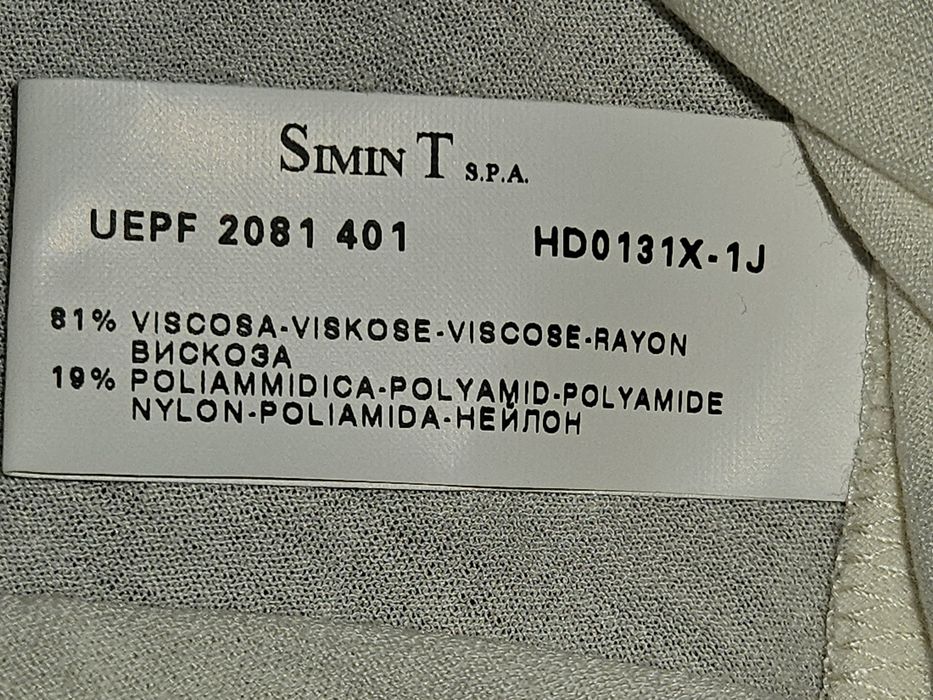 SIMIN T S.P.A.
UEPF 2081 401 HD0131X-1J
81% VISCOSA-VISKOSE-VISCOSE-RAYON
ВИСКОЗА
19% POLIAMMIDICA-POLYAMID-POLYAMIDE
NYLON-POLIAMIDA-НЕЙЛОН